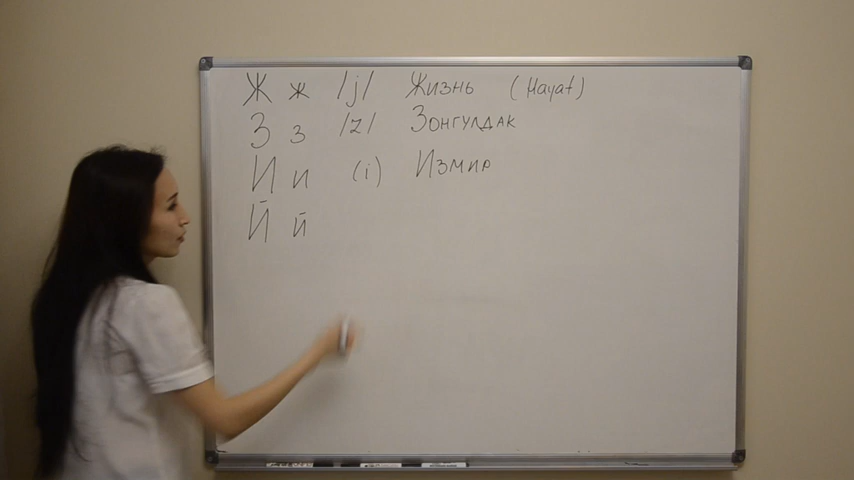 Ж ж /j/ Жизнь (Hayat)
З з /z/ Зонгулдак
И и (i) Измир
Й й